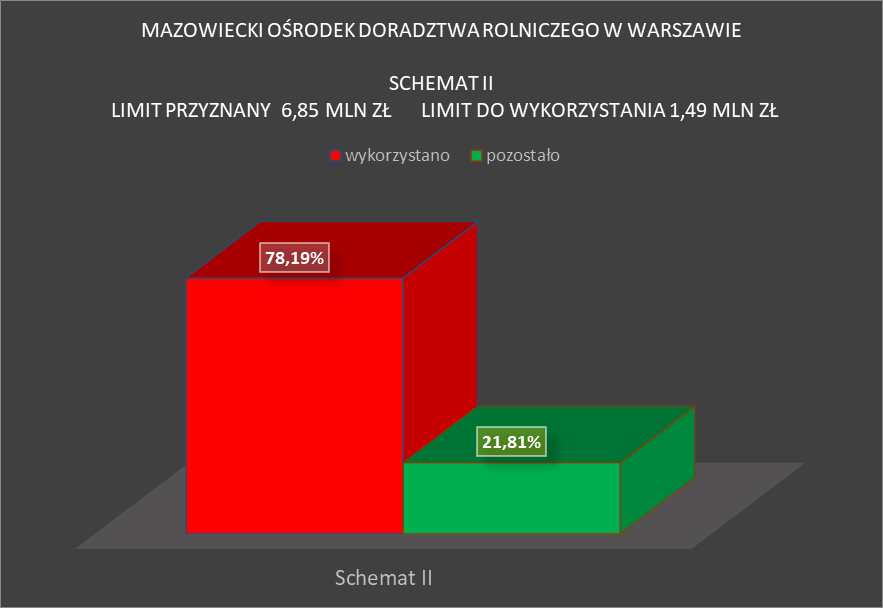 MAZOWIECKI OŚRODEK DORADZTWA ROLNICZEGO W WARSZAWIE
SCHEMAT II
LIMIT PRZYZNANY 6,85 MLN ZŁ LIMIT DO WYKORZYSTANIA 1,49 MLN ZŁ
wykorzystano pozostało
78,19%
21,81%
Schemat II